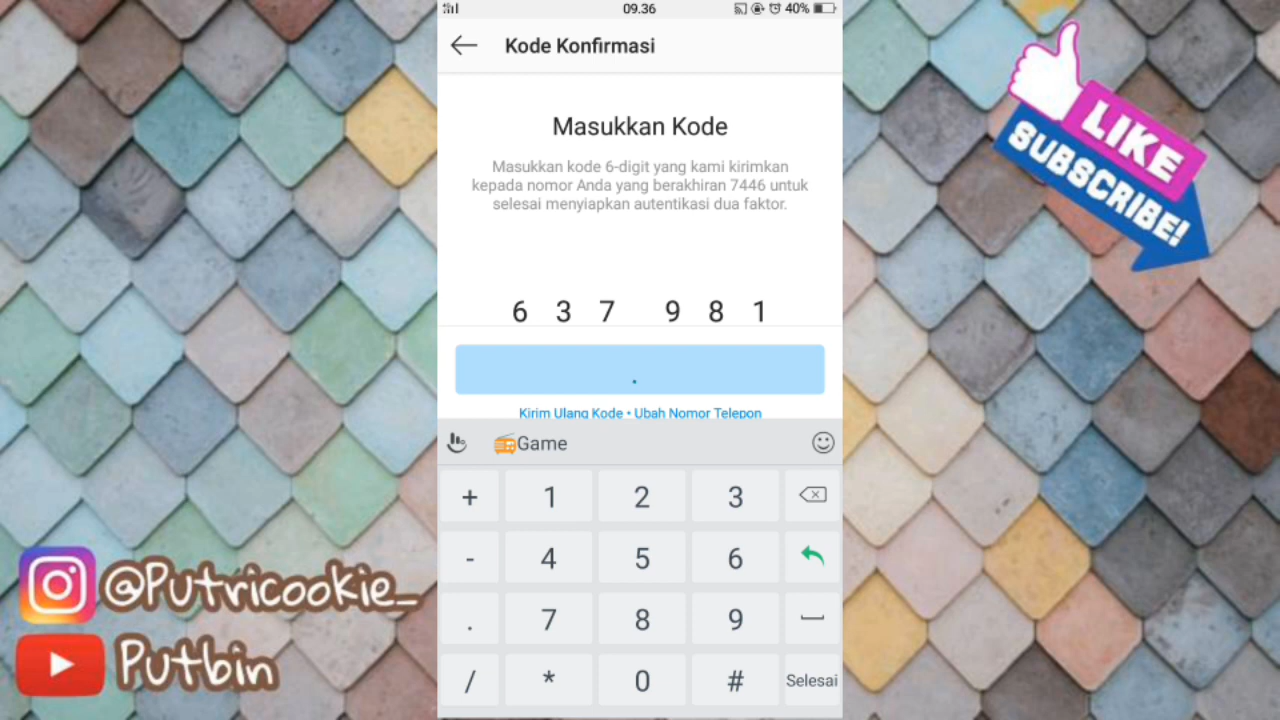 09.36
40%
Kode Konfirmasi
Masukkan Kode
Masukkan kode 6-digit yang kami kirimkan
kepada nomor Anda yang berakhiran 7446 untuk
selesai menyiapkan autentikasi dua faktor.
6 3 7 9 8 1
Kirim Ulang Kode • Ubah Nomor Telepon
Game
+ 1 2 3
- 4 5 6
. 7 8 9
/ * 0 # Selesai
LIKE
SUBSCRIBE!
@Putricookie_
Putbin